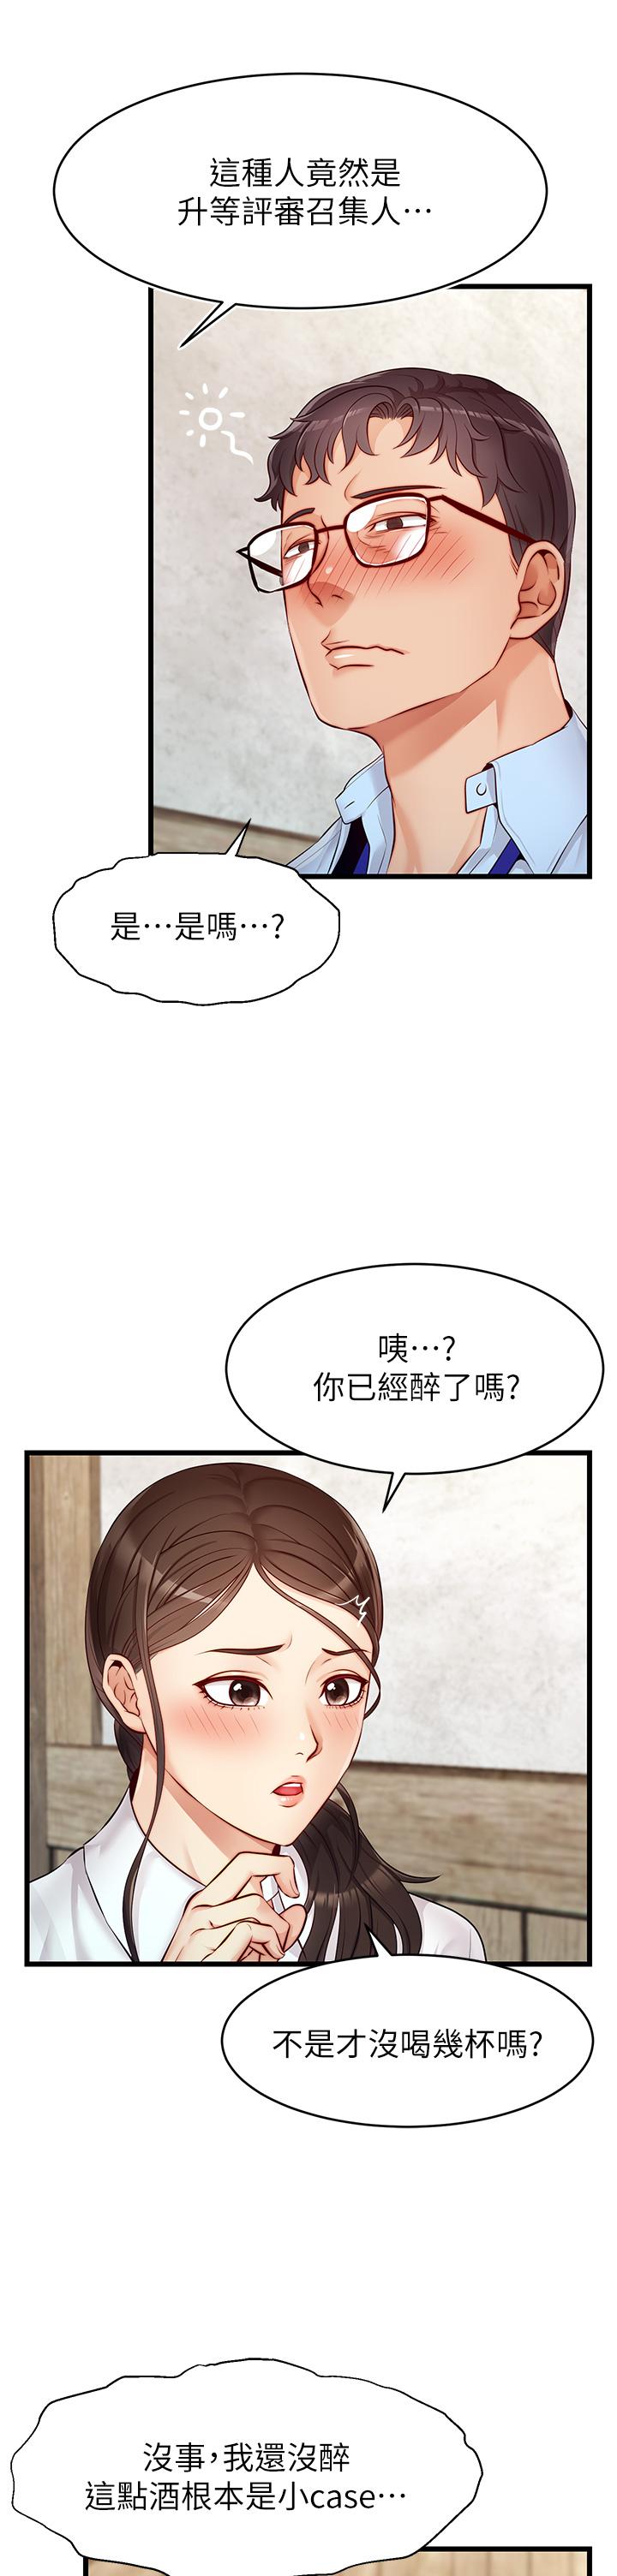 這種人竟然是
升等評審召集人…
是…是嗎…?
咦…?
你已經醉了嗎?
不是才沒喝幾杯嗎?
沒事,我還沒醉
這點酒根本是小case…